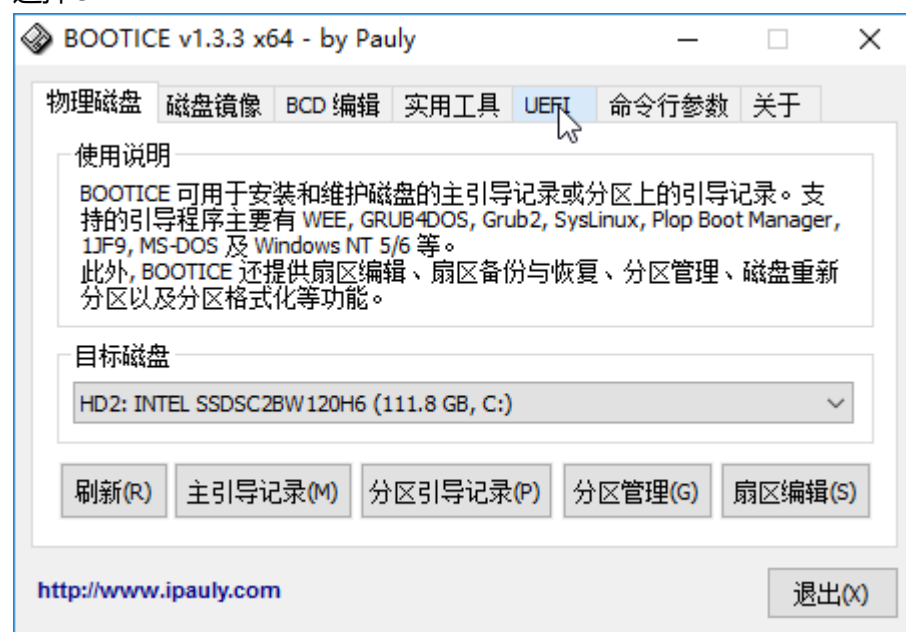 BOOTICE v1.3.3 x64 - by Pauly
物理磁盘 磁盘镜像 BCD 编辑 实用工具 UEFI 命令行参数 关于
使用说明
BOOTICE 可用于安装和维护磁盘的主引导记录或分区上的引导记录。支
持的引导程序主要有 WEE, GRUB4DOS, Grub2, SysLinux, Plop Boot Manager,
1JF9, MS-DOS 及 Windows NT 5/6 等。
此外, BOOTICE 还提供扇区编辑、扇区备份与恢复、分区管理、磁盘重新
分区以及分区格式化等功能。
目标磁盘
HD2: INTEL SSDSC2BW120H6 (111.8 GB, C:)
刷新(R) 主引导记录(M) 分区引导记录(P) 分区管理(G) 扇区编辑(S)
http://www.ipauly.com 退出(X)